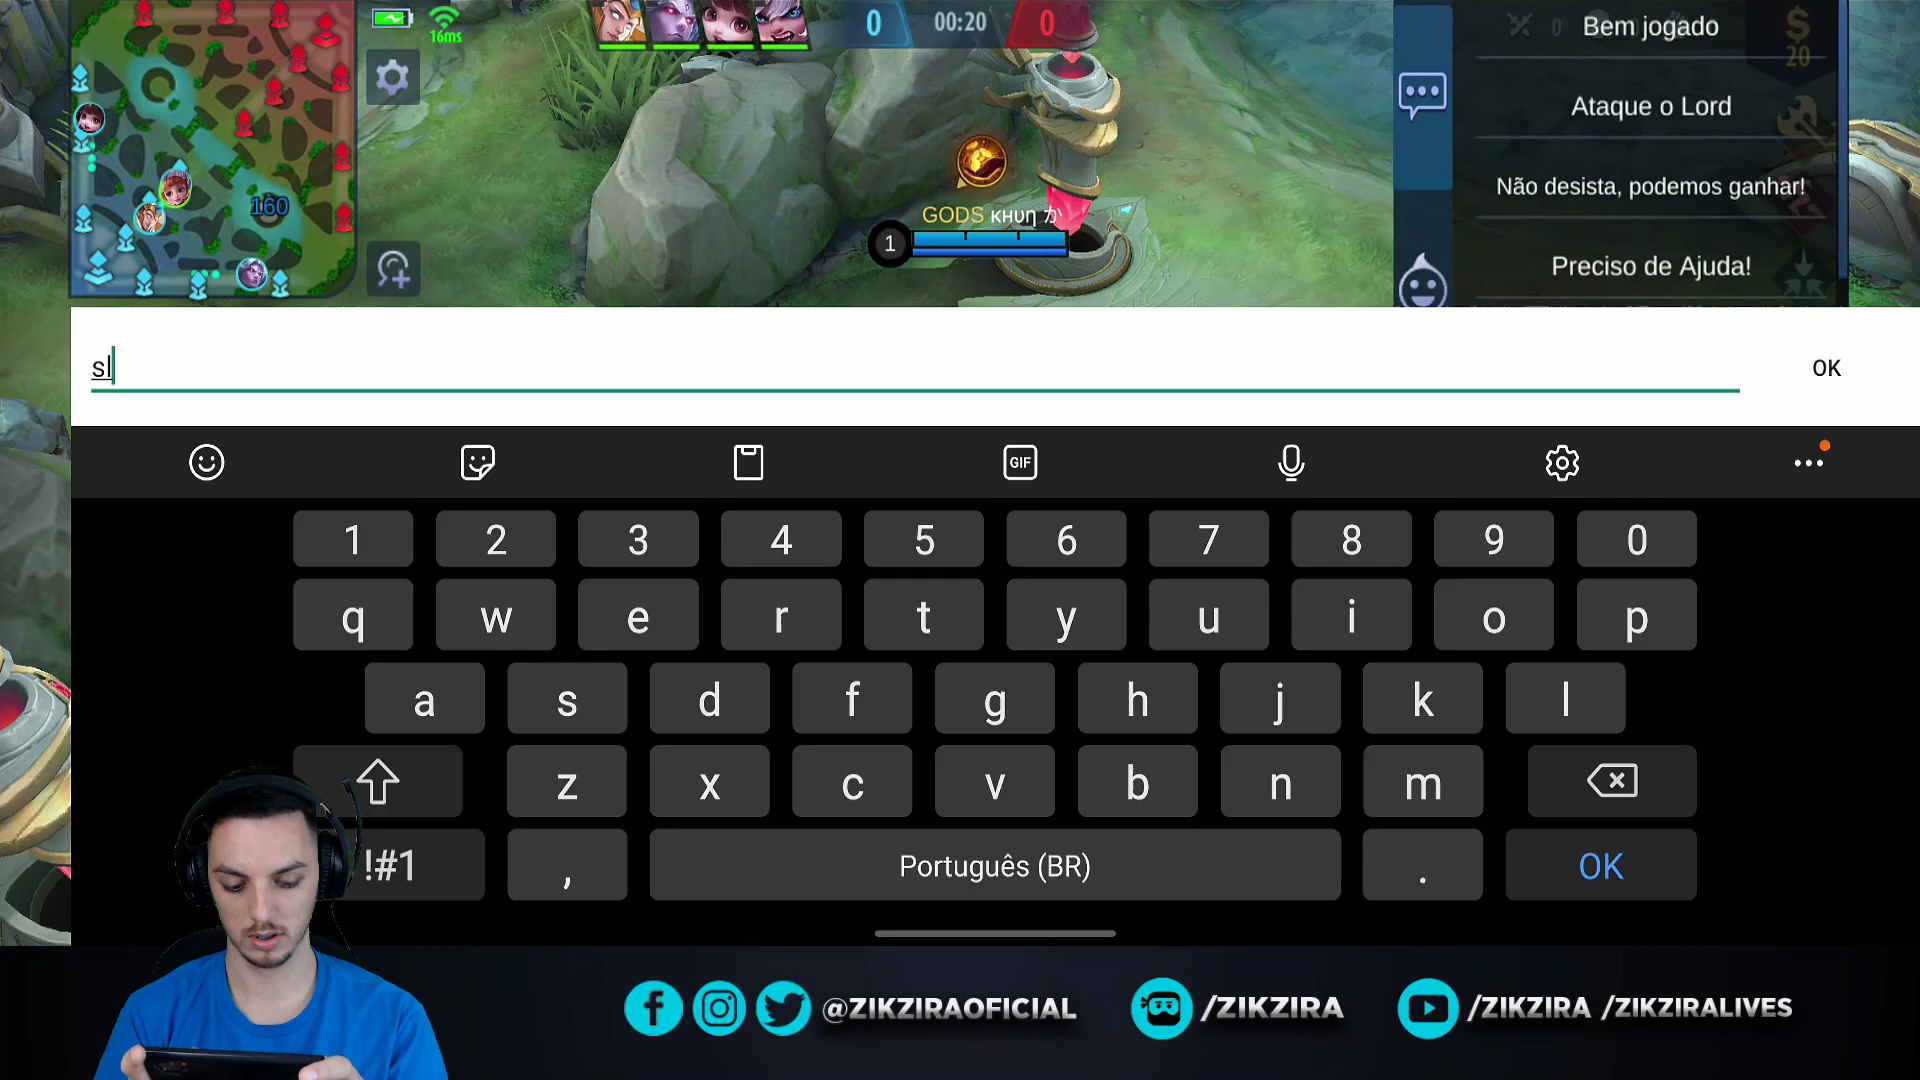 16ms
0
00:20
0
Bem jogado
20
Ataque o Lord
160
Não desista, podemos ganhar!
GODS кнυη か
1
Preciso de Ajuda!
sl
OK
GIF
1 2 3 4 5 6 7 8 9 0
q w e r t y u i o p
a s d f g h j k l
z x c v b n m
!#1 , Português (BR) . OK
@ZIKZIRAOFICIAL /ZIKZIRA /ZIKZIRA /ZIKZIRALIVES